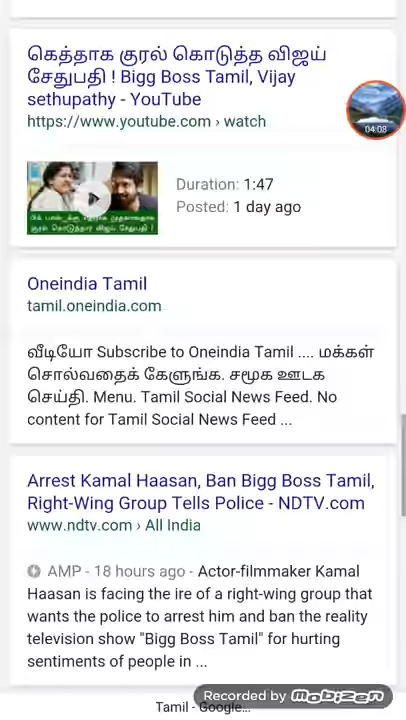 கெத்தாக குரல் கொடுத்த விஜய்
சேதுபதி ! Bigg Boss Tamil, Vijay
sethupathy - YouTube
https://www.youtube.com › watch
04:08
Duration: 1:47
Posted: 1 day ago
குரல் கொடுத்தார் விஜய் சேதுபதி !
Oneindia Tamil
tamil.oneindia.com
வீடியோ Subscribe to Oneindia Tamil .... மக்கள்
சொல்வதைக் கேளுங்க. சமூக ஊடக
செய்தி. Menu. Tamil Social News Feed. No
content for Tamil Social News Feed ...
Arrest Kamal Haasan, Ban Bigg Boss Tamil,
Right-Wing Group Tells Police - NDTV.com
www.ndtv.com › All India
AMP - 18 hours ago - Actor-filmmaker Kamal
Haasan is facing the ire of a right-wing group that
wants the police to arrest him and ban the reality
television show "Bigg Boss Tamil" for hurting
sentiments of people in ...
Recorded by mobizen
Tamil - Google...